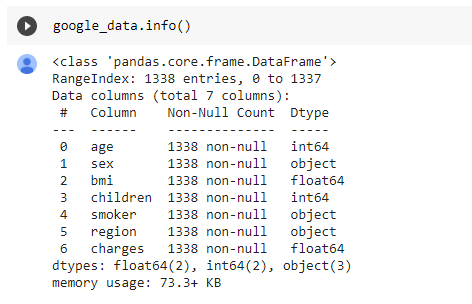 google_data.info()
<class 'pandas.core.frame.DataFrame'>
RangeIndex: 1338 entries, 0 to 1337
Data columns (total 7 columns):
 #   Column    Non-Null Count  Dtype
---  ------    --------------  -----
 0   age       1338 non-null   int64
 1   sex       1338 non-null   object
 2   bmi       1338 non-null   float64
 3   children  1338 non-null   int64
 4   smoker    1338 non-null   object
 5   region    1338 non-null   object
 6   charges   1338 non-null   float64
dtypes: float64(2), int64(2), object(3)
memory usage: 73.3+ KB